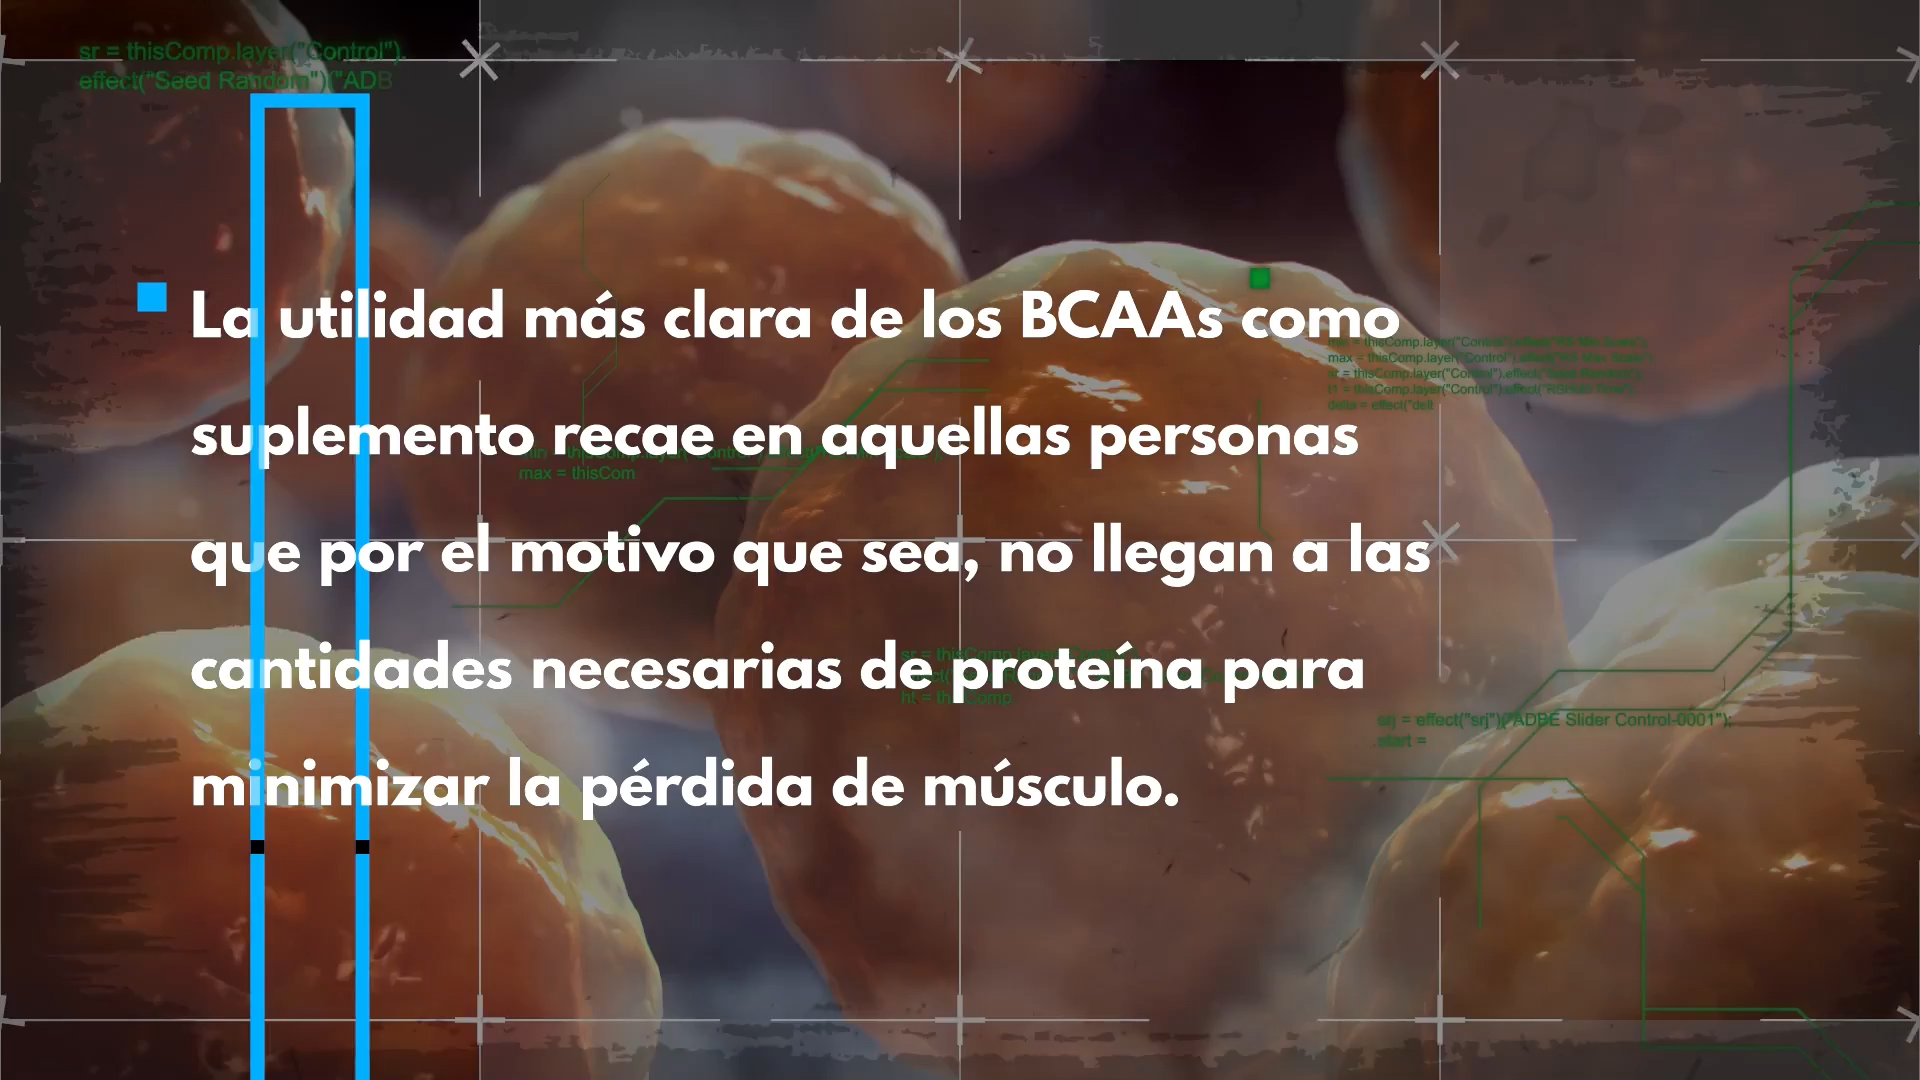 sr = thisComp.layer("Control").
effect("Seed Random")("ADB
La utilidad más clara de los BCAAs como
suplemento recae en aquellas personas
que por el motivo que sea, no llegan a las
cantidades necesarias de proteína para
minimizar la pérdida de músculo.
max = thisCom
srj = effect("srj")("ADBE Slider Control-0001");
start =